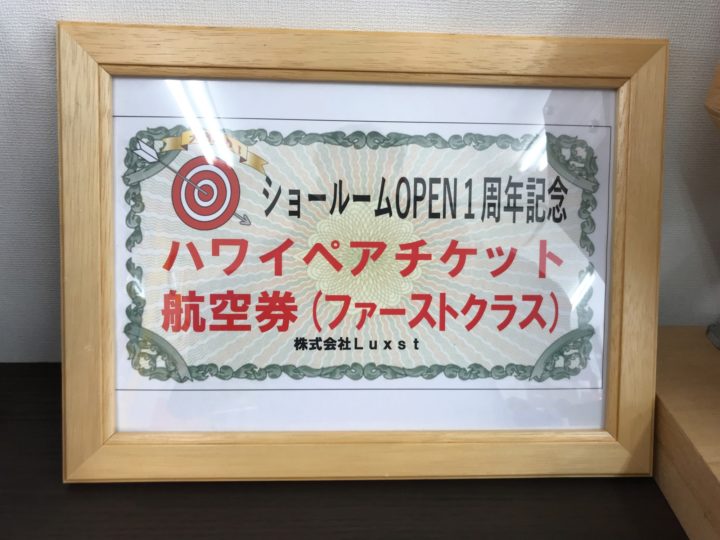 ショールームOPEN1周年記念
ハワイペアチケット
航空券(ファーストクラス)
株式会社Luxst